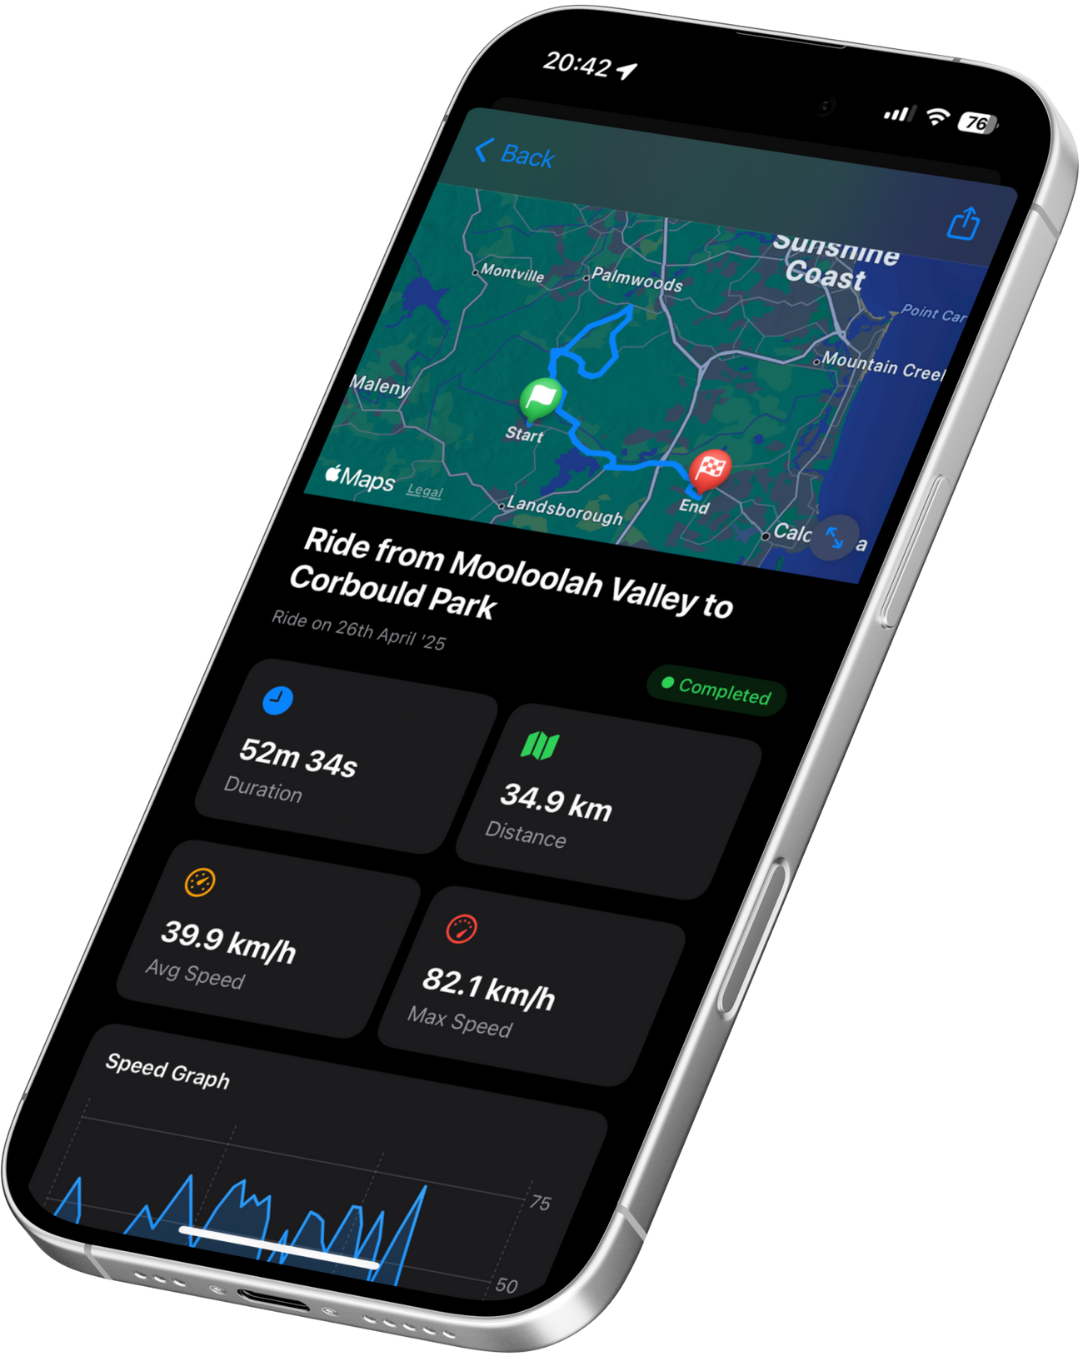 20:42
76
Back
Sunshine
Coast
Montville
Palmwoods
Point Car
Mountain Creek
Maleny
Start
End
Maps
Legal
Landsborough
Calo
a
Ride from Mooloolah Valley to
Corbould Park
Ride on 26th April '25
Completed
52m 34s
Duration
34.9 km
Distance
39.9 km/h
Avg Speed
82.1 km/h
Max Speed
Speed Graph
75
50